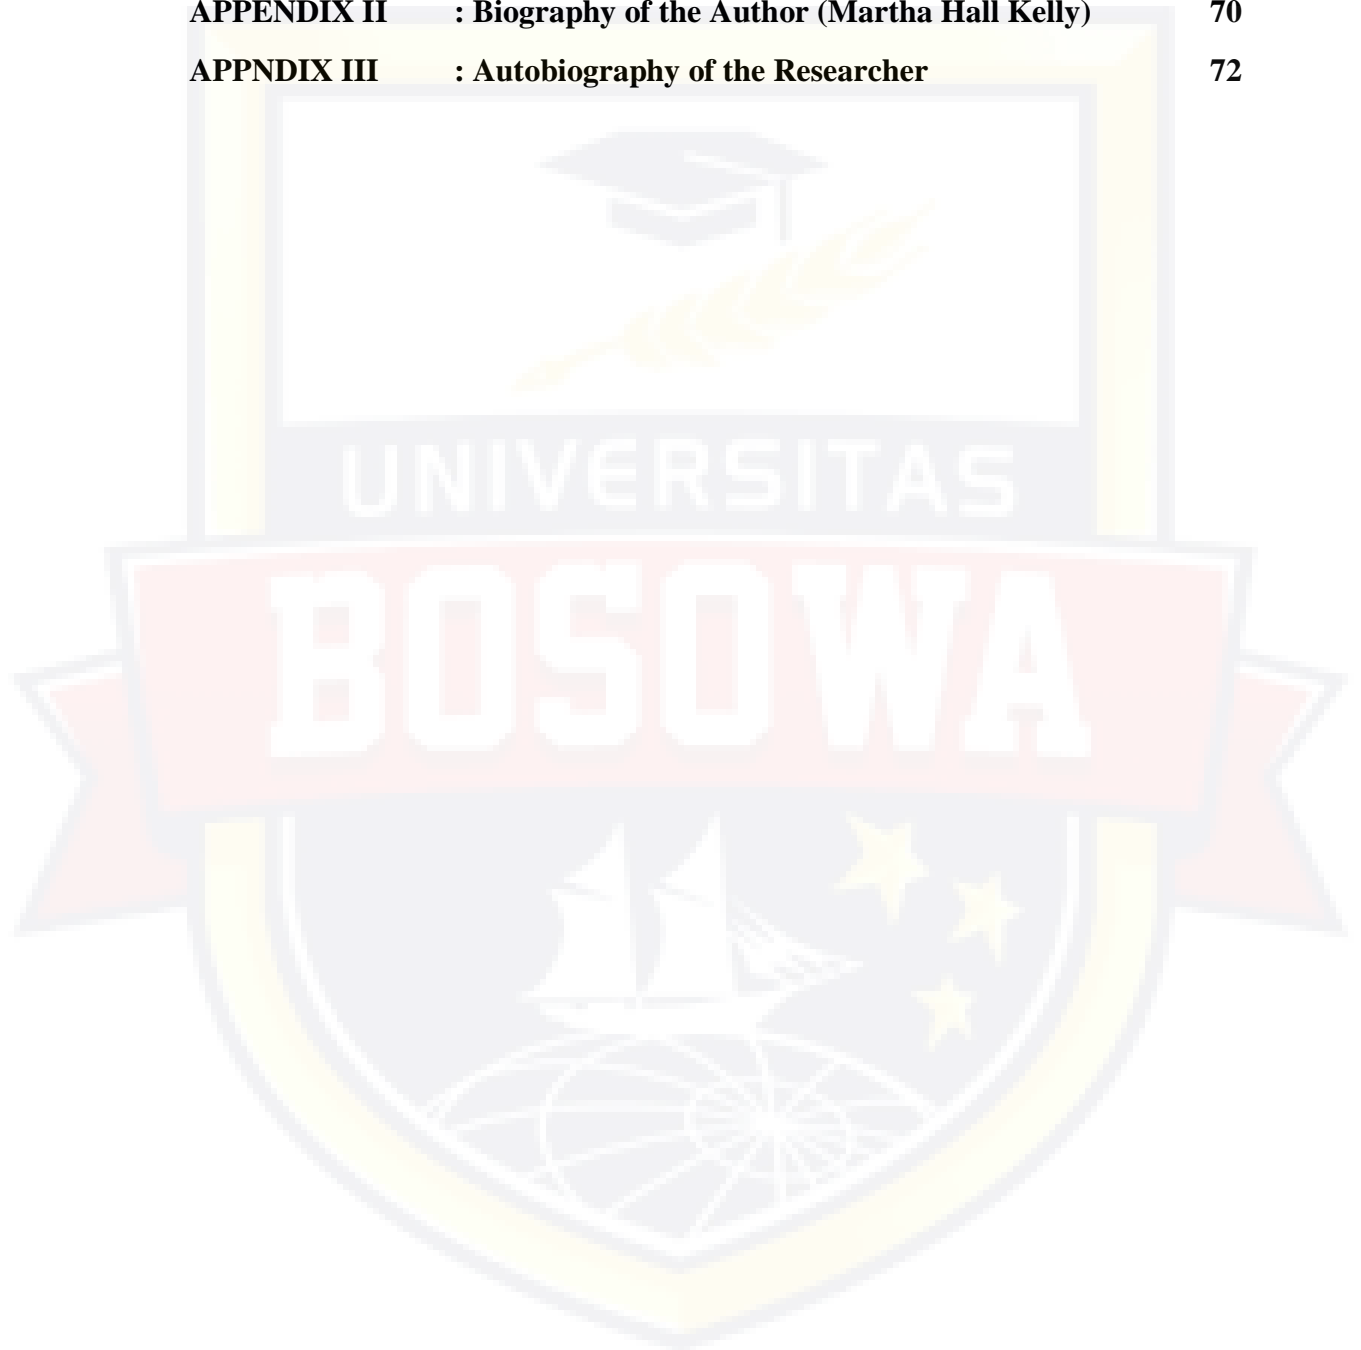 APPENDIX II : Biography of the Author (Martha Hall Kelly) 70
APPNDIX III : Autobiography of the Researcher 72
UNIVERSITAS
BOSOWA